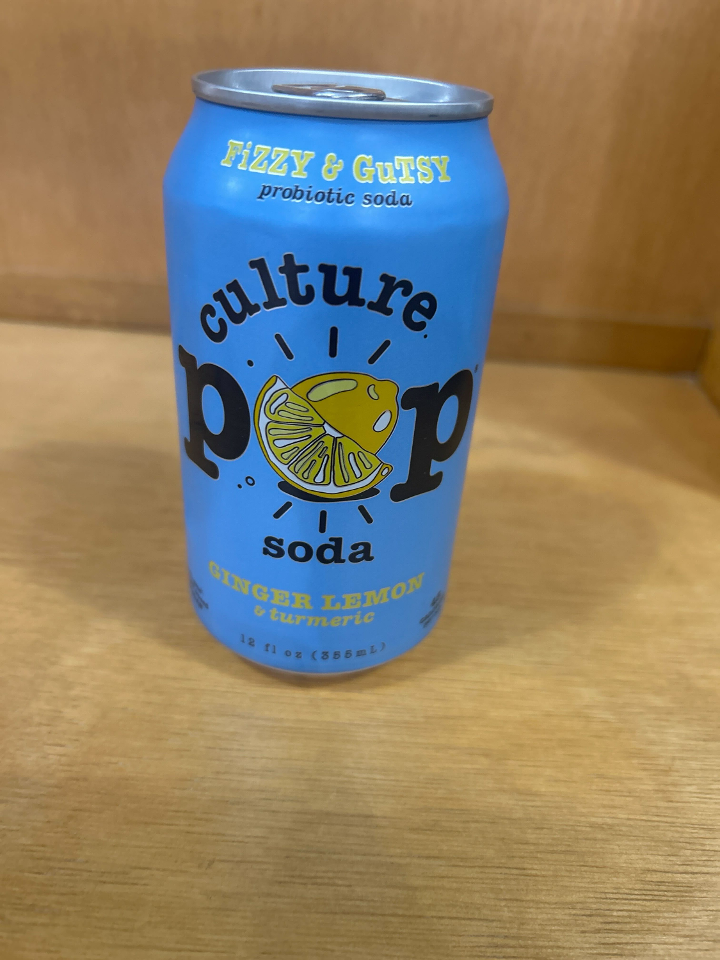 FiZZY & GuTSY
probiotic soda
culture
pop
soda
GINGER LEMON
& turmeric
12 fl oz (355mL)